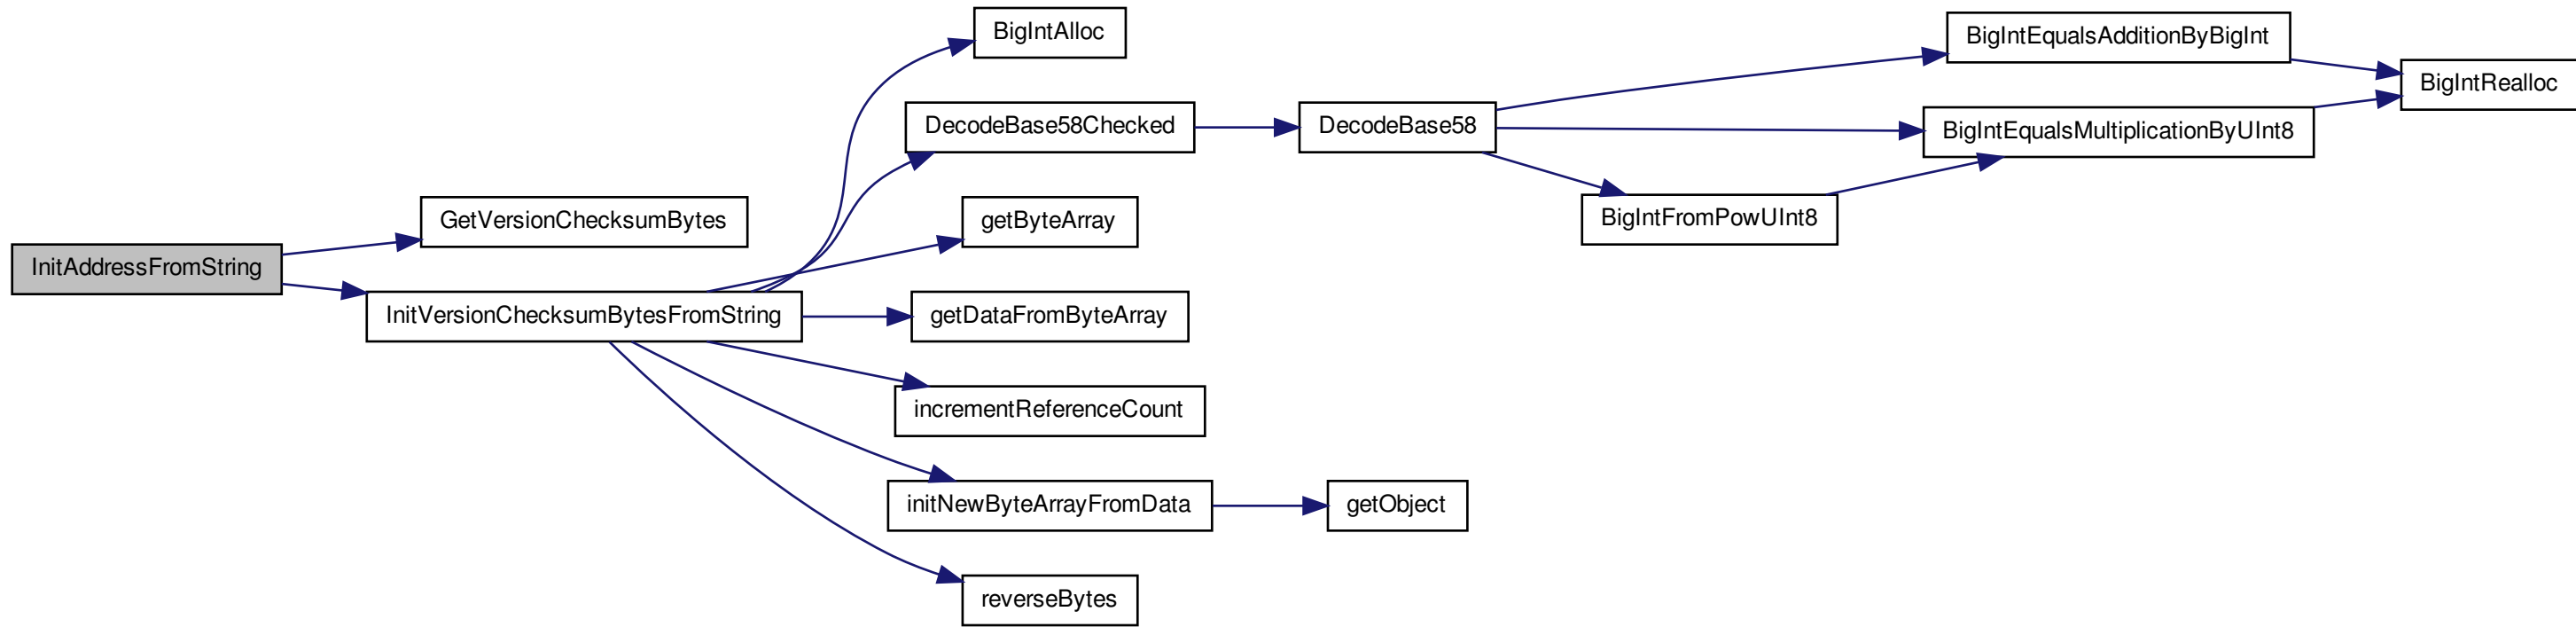 InitAddressFromString
GetVersionChecksumBytes
InitVersionChecksumBytesFromString
BigIntAlloc
DecodeBase58Checked
getByteArray
getDataFromByteArray
incrementReferenceCount
initNewByteArrayFromData
reverseBytes
DecodeBase58
getObject
BigIntFromPowUInt8
BigIntEqualsAdditionByBigInt
BigIntEqualsMultiplicationByUInt8
BigIntRealloc